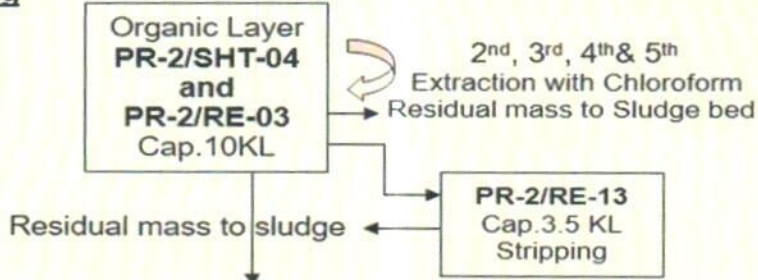 Organic Layer
PR-2/SHT-04
and
PR-2/RE-03
Cap.10KL
2nd, 3rd, 4th& 5th
Extraction with Chloroform
Residual mass to Sludge bed
PR-2/RE-13
Cap.3.5 KL
Stripping
Residual mass to sludge